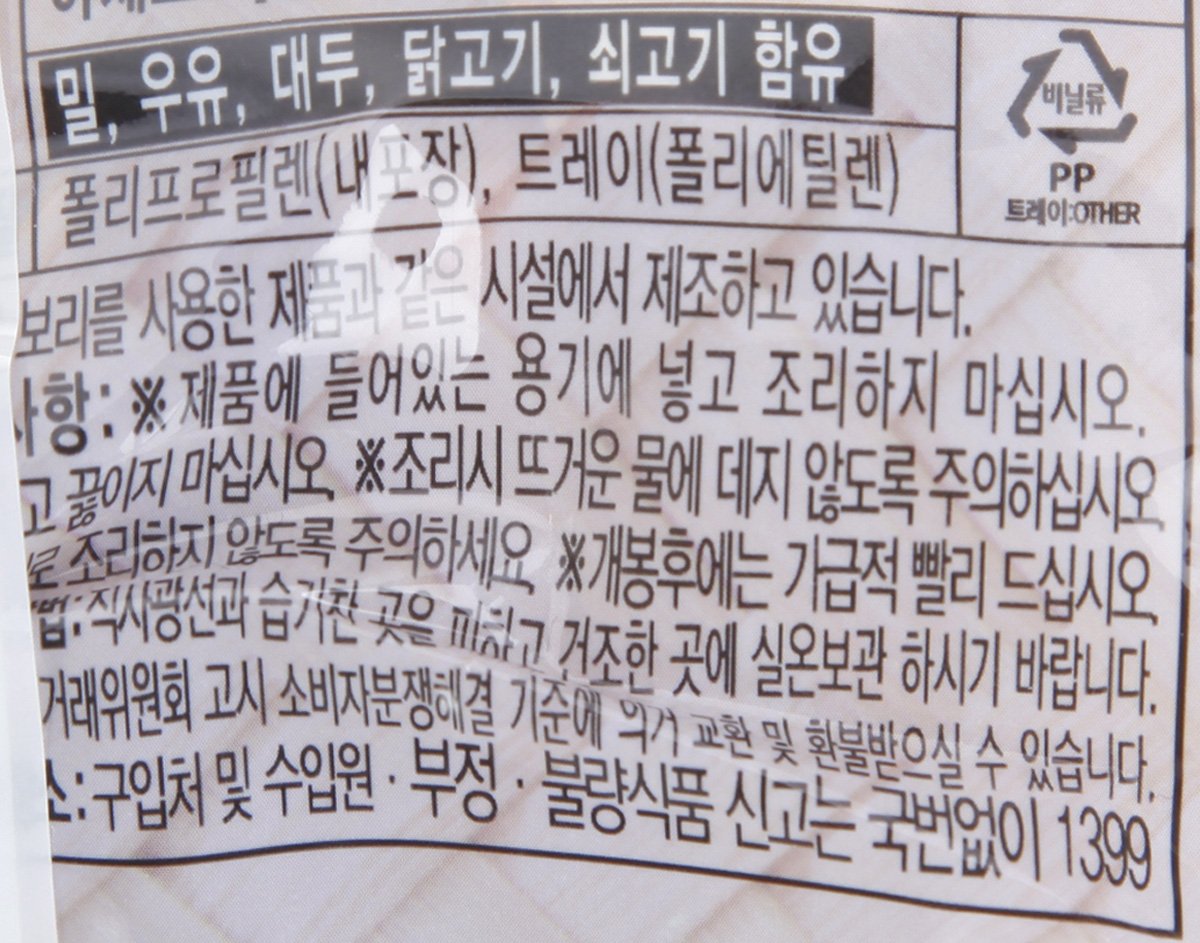 밀, 우유, 대두, 닭고기, 쇠고기 함유
비닐류
PP
트레이:OTHER
폴리프로필렌(내포장), 트레이(폴리에틸렌)
보리를 사용한 제품과 같은 시설에서 제조하고 있습니다.
사항: ※ 제품에 들어있는 용기에 넣고 조리하지 마십시오.
고 끓이지 마십시오. ※조리시 뜨거운 물에 데지 않도록 주의하십시오.
로 조리하지 않도록 주의하세요. ※개봉후에는 가급적 빨리 드십시오.
법: 직사광선과 습기찬 곳을 피하고 건조한 곳에 실온보관 하시기 바랍니다.
거래위원회 고시 소비자분쟁해결 기준에 의거 교환 및 환불받으실 수 있습니다.
소: 구입처 및 수입원 · 부정 · 불량식품 신고는 국번없이 1399